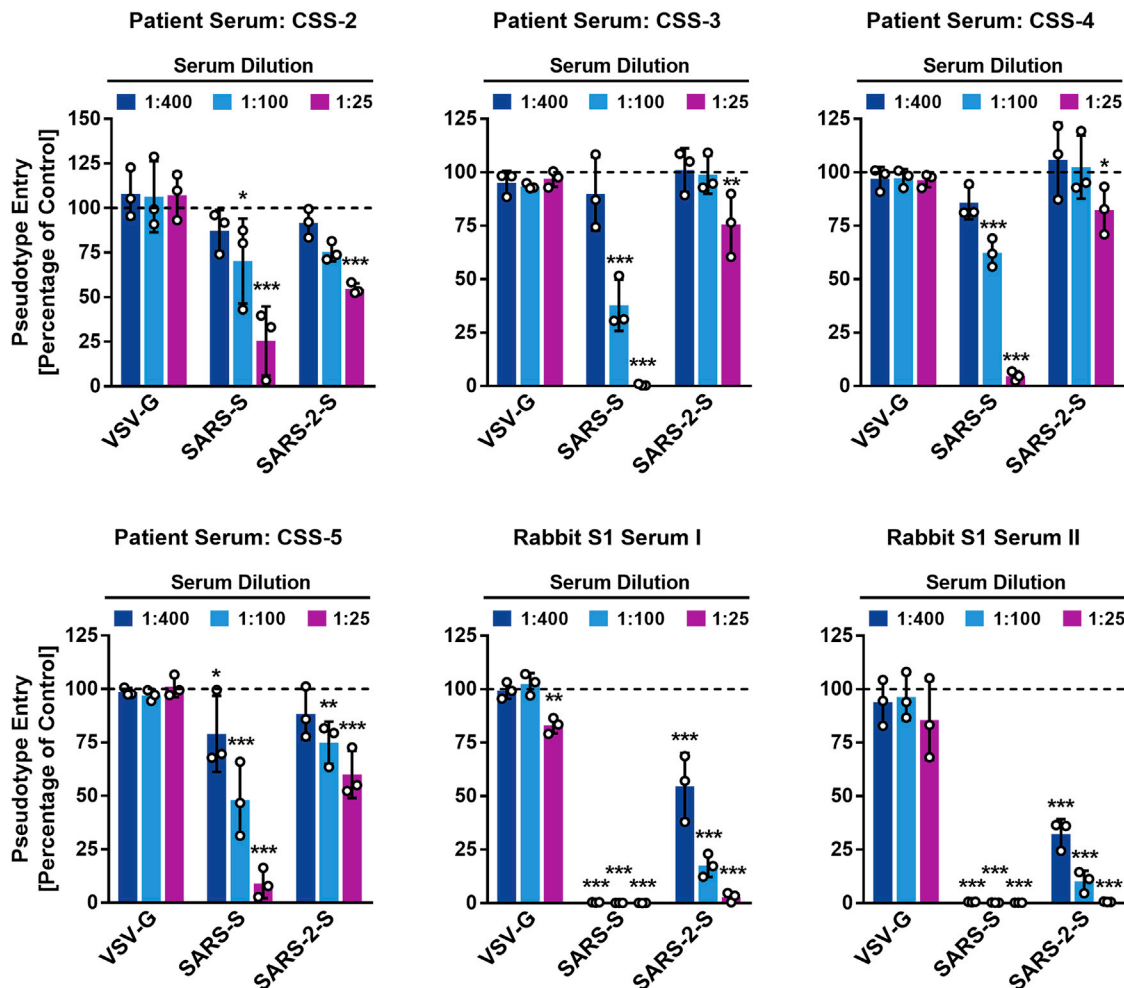 Patient Serum: CSS-2
Serum Dilution
1:400 1:100 1:25
Pseudotype Entry
[Percentage of Control]
150
125
100
75
50
25
0
*
***
***
VSV-G
SARS-S
SARS-2-S
Patient Serum: CSS-3
Serum Dilution
1:400 1:100 1:25
125
100
75
50
25
0
***
***
**
VSV-G
SARS-S
SARS-2-S
Patient Serum: CSS-4
Serum Dilution
1:400 1:100 1:25
125
100
75
50
25
0
***
***
*
VSV-G
SARS-S
SARS-2-S
Patient Serum: CSS-5
Serum Dilution
1:400 1:100 1:25
Pseudotype Entry
[Percentage of Control]
125
100
75
50
25
0
*
***
***
**
***
VSV-G
SARS-S
SARS-2-S
Rabbit S1 Serum I
Serum Dilution
1:400 1:100 1:25
125
100
75
50
25
0
**
***
***
***
***
***
***
VSV-G
SARS-S
SARS-2-S
Rabbit S1 Serum II
Serum Dilution
1:400 1:100 1:25
125
100
75
50
25
0
***
***
***
***
***
***
VSV-G
SARS-S
SARS-2-S